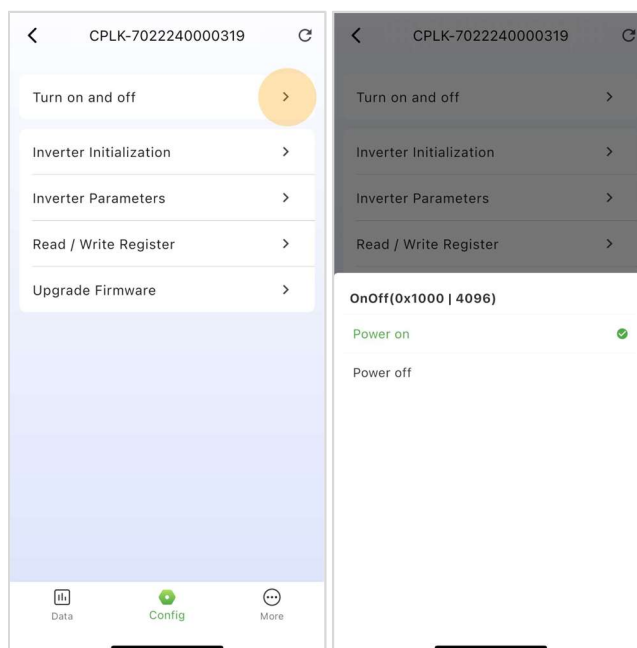 CPLK-7022240000319
Turn on and off
Inverter Initialization
Inverter Parameters
Read / Write Register
Upgrade Firmware
Data
Config
More
CPLK-7022240000319
Turn on and off
Inverter Initialization
Inverter Parameters
Read / Write Register
OnOff(0x1000 | 4096)
Power on
Power off